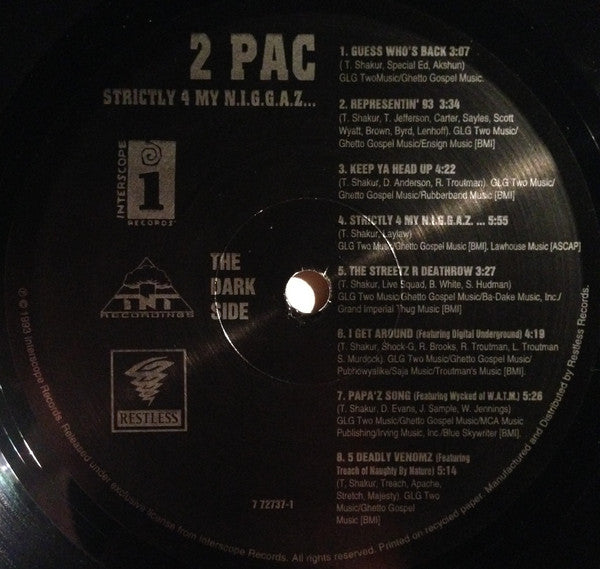 2 PAC
STRICTLY 4 MY N.I.G.G.A.Z...
INTERSCOPE
RECORDS
TNT
RECORDINGS
RESTLESS
THE
DARK
SIDE
7 72737-1
1. GUESS WHO'S BACK 3:07
( T. Shakur, Special Ed, Akshun)
GLG TwoMusic/Ghetto Gospel Music.
2. REPRESENTIN' 93 3:34
(T. Shakur, T. Jefferson, Carter, Sayles, Scott
Wyatt, Brown, Byrd, Lenhoff). GLG Two Music/
Ghetto Gospel Music/Ensign Music [BMI]
3. KEEP YA HEAD UP 4:22
(T. Shakur, D. Anderson, R. Troutman). GLG Two Music/
Ghetto Gospel Music/Rubberband Music [BMI]
4. STRICTLY 4 MY N.I.G.G.A.Z. ... 5:55
(T. Shakur, Laylaw)
GLG Two Music/Ghetto Gospel Music [BMI], Lawhouse Music [ASCAP]
5. THE STREETZ R DEATHROW 3:27
(T. Shakur, Live Squad, B. White, S. Hudman)
GLG Two Music/Ghetto Gospel Music/Ba-Dake Music, Inc./
Grand Imperial Thug Music/[BMI]
6. I GET AROUND (Featuring Digital Underground) 4:19
(T. Shakur, Shock-G, R. Brooks, R. Troutman, L. Troutman
S. Murdock). GLG Two Music/Ghetto Gospel Music/
Pubhowyalike/Saja Music/Troutman's Music/[BMI].
7. PAPA'Z SONG (Featuring Wycked of W.A.T.M.) 5:26
(T. Shakur, D. Evans, J. Sample, W. Jennings)
GLG Two Music/Ghetto Gospel Music/MCA Music
Publishing/Irving Music, Inc./Blue Skywriter [BMI].
8. 5 DEADLY VENOMZ (Featuring
Treach of Naughty By Nature) 5:14
(T. Shakur, Treach, Apache,
Stretch, Majesty). GLG Two
Music/Ghetto Gospel
Music [BMI]
℗ © 1993 Interscope Records. Released under exclusive license from Interscope Records. All rights reserved. Printed on recycled paper. Manufactured and Distributed by Restless Records.